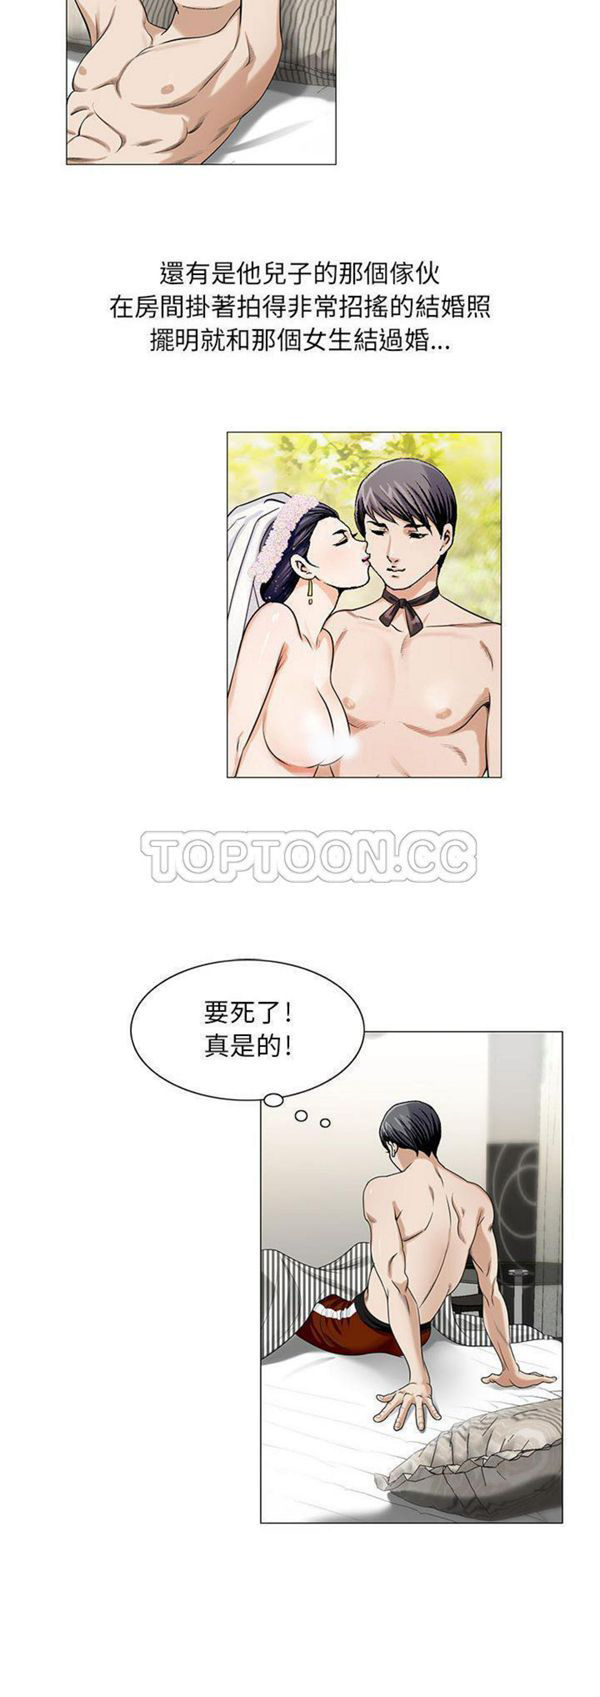 還有是他兒子的那個傢伙
在房間掛著拍得非常招搖的結婚照
擺明就和那個女生結過婚...
TOPTOON.CC
要死了!
真是的!